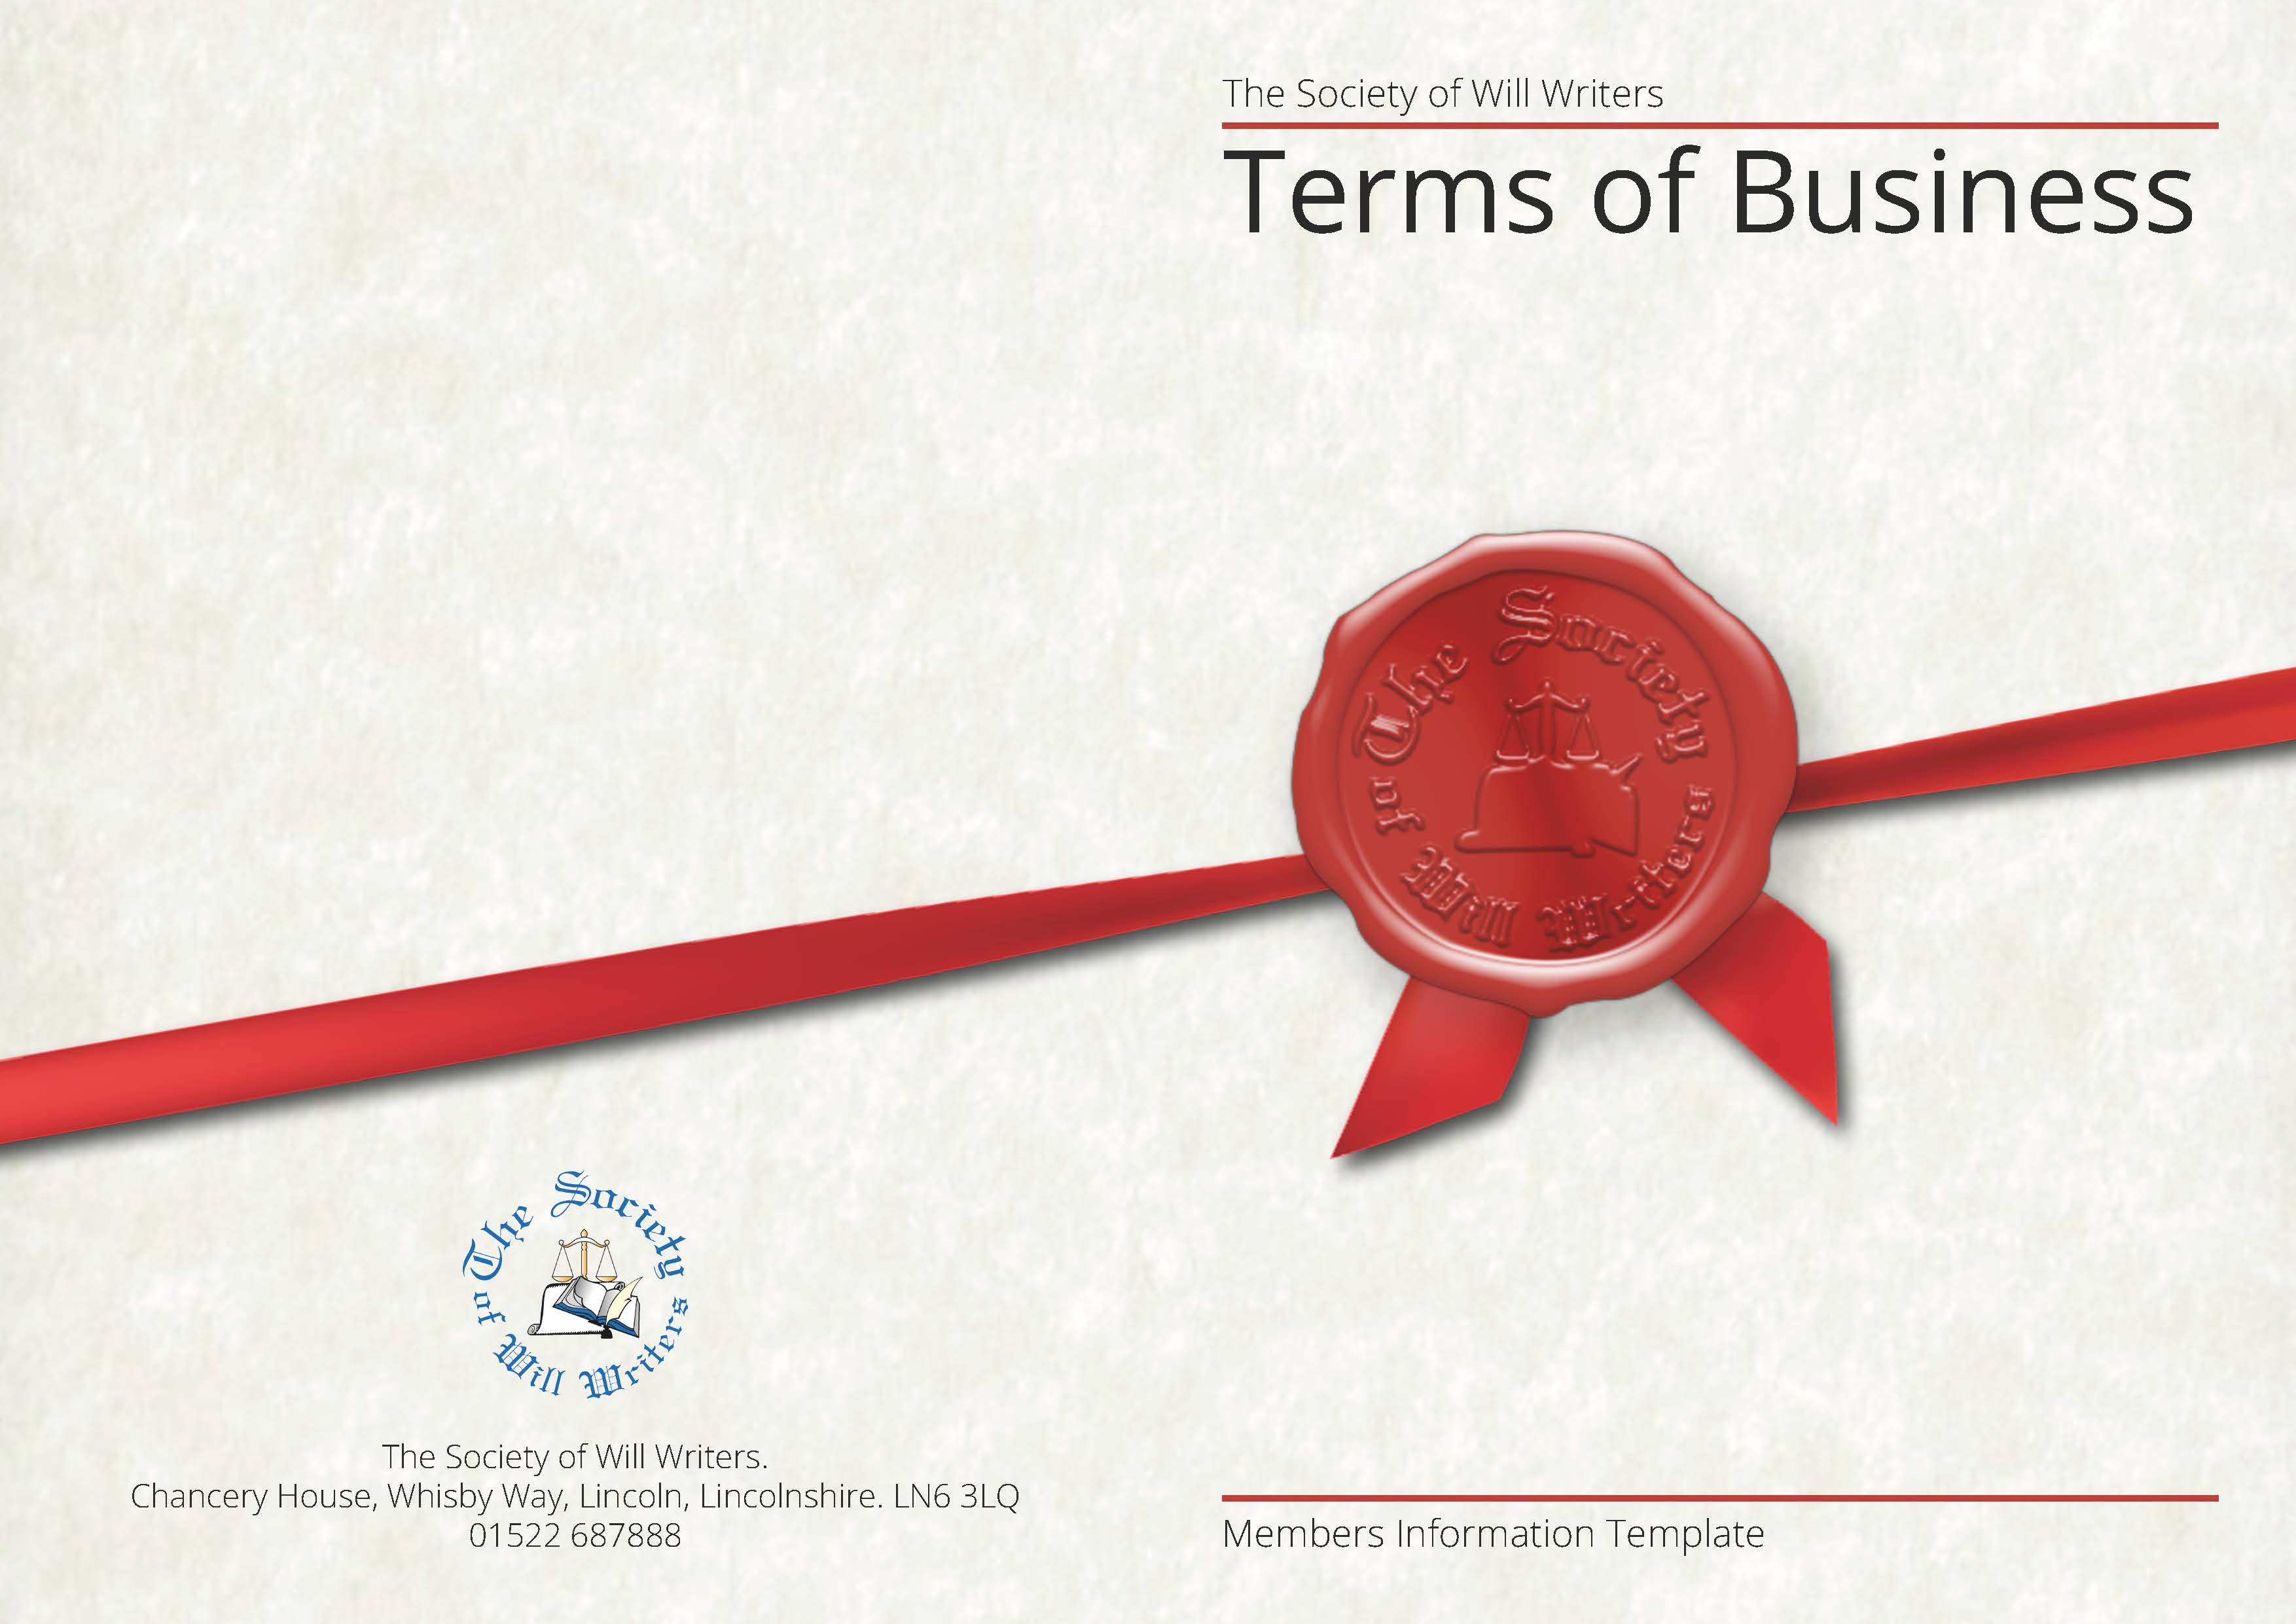 The Society of Will Writers
Terms of Business
The Society of Will Writers
The Society of Will Writers
The Society of Will Writers.
Chancery House, Whisby Way, Lincoln, Lincolnshire. LN6 3LQ
01522 687888
Members Information Template